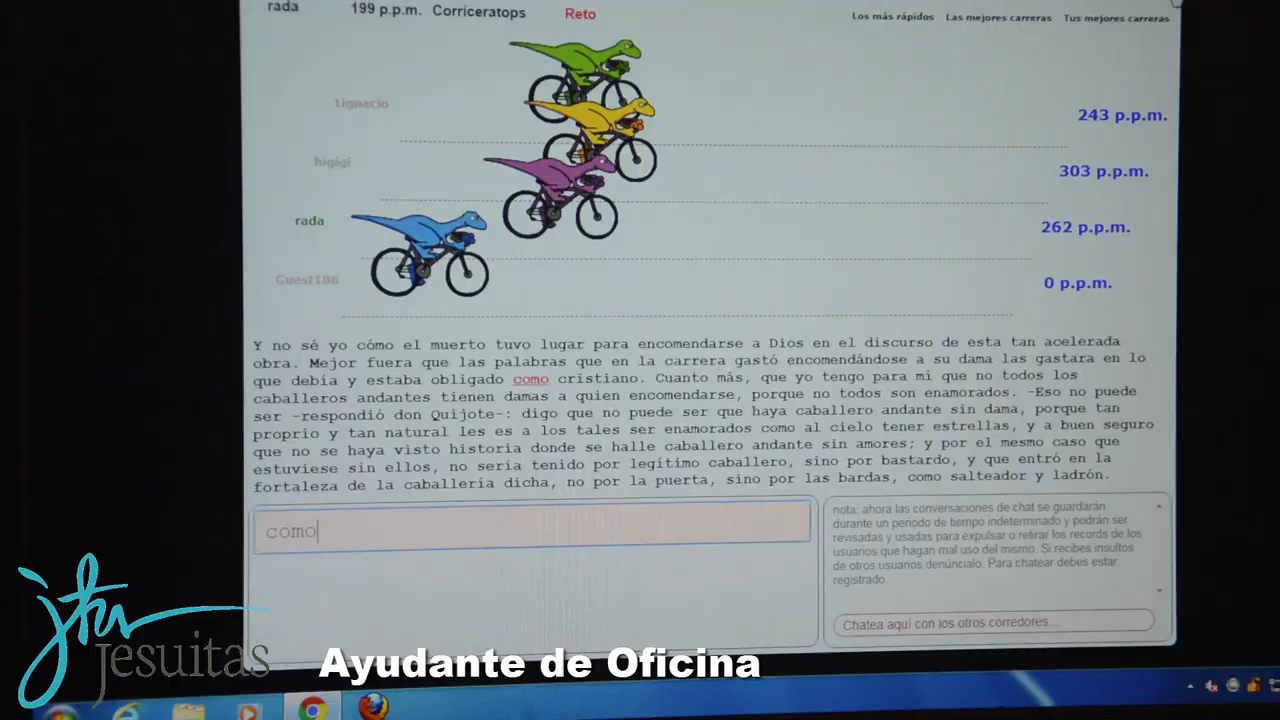 rada 199 p.p.m. Corriceratops Reto
Los más rápidos Las mejores carreras Tus mejores carreras
1ignacio 243 p.p.m.
higigi 303 p.p.m.
rada 262 p.p.m.
Guest186 0 p.p.m.
Y no sé yo cómo el muerto tuvo lugar para encomendarse a Dios en el discurso de esta tan acelerada
obra. Mejor fuera que las palabras que en la carrera gastó encomendándose a su dama las gastara en lo
que debía y estaba obligado como cristiano. Cuanto más, que yo tengo para mí que no todos los
caballeros andantes tienen damas a quien encomendarse, porque no todos son enamorados. -Eso no puede
ser -respondió don Quijote-: digo que no puede ser que haya caballero andante sin dama, porque tan
proprio y tan natural les es a los tales ser enamorados como al cielo tener estrellas, y a buen seguro
que no se haya visto historia donde se halle caballero andante sin amores; y por el mesmo caso que
estuviese sin ellos, no sería tenido por legítimo caballero, sino por bastardo, y que entró en la
fortaleza de la caballería dicha, no por la puerta, sino por las bardas, como salteador y ladrón.
como
nota: ahora las conversaciones de chat se guardarán
durante un periodo de tiempo indeterminado y podrán ser
revisadas y usadas para expulsar o retirar los records de los
usuarios que hagan mal uso del mismo. Si recibes insultos
de otros usuarios denúncialo. Para chatear debes estar
registrado.
Chatea aquí con los otros corredores...
jesuitas
Ayudante de Oficina